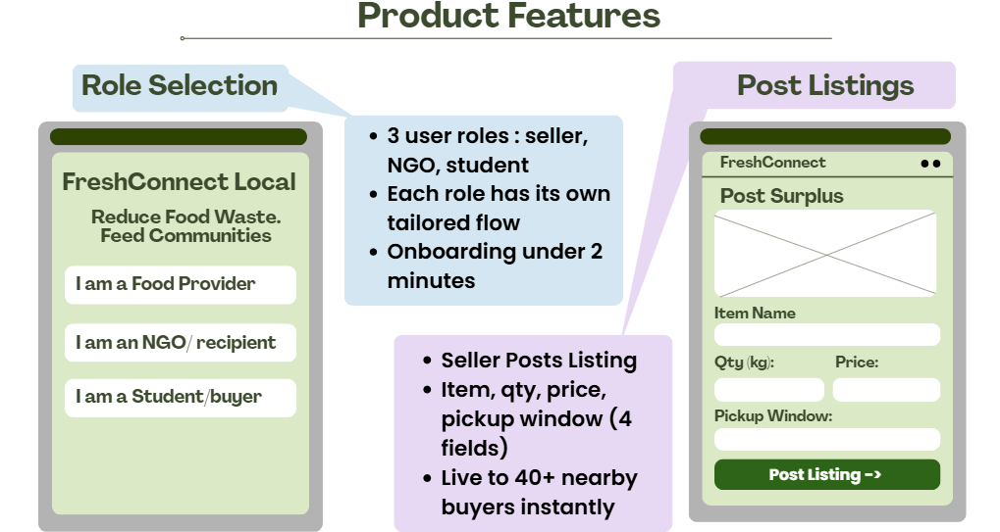 Product Features
Role Selection
FreshConnect Local
Reduce Food Waste.
Feed Communities
I am a Food Provider
I am an NGO/ recipient
I am a Student/buyer
• 3 user roles : seller,
NGO, student
• Each role has its own
tailored flow
• Onboarding under 2
minutes
Post Listings
• Seller Posts Listing
• Item, qty, price,
pickup window (4
fields)
• Live to 40+ nearby
buyers instantly
FreshConnect
Post Surplus
Item Name
Qty (kg): Price:
Pickup Window:
Post Listing ->